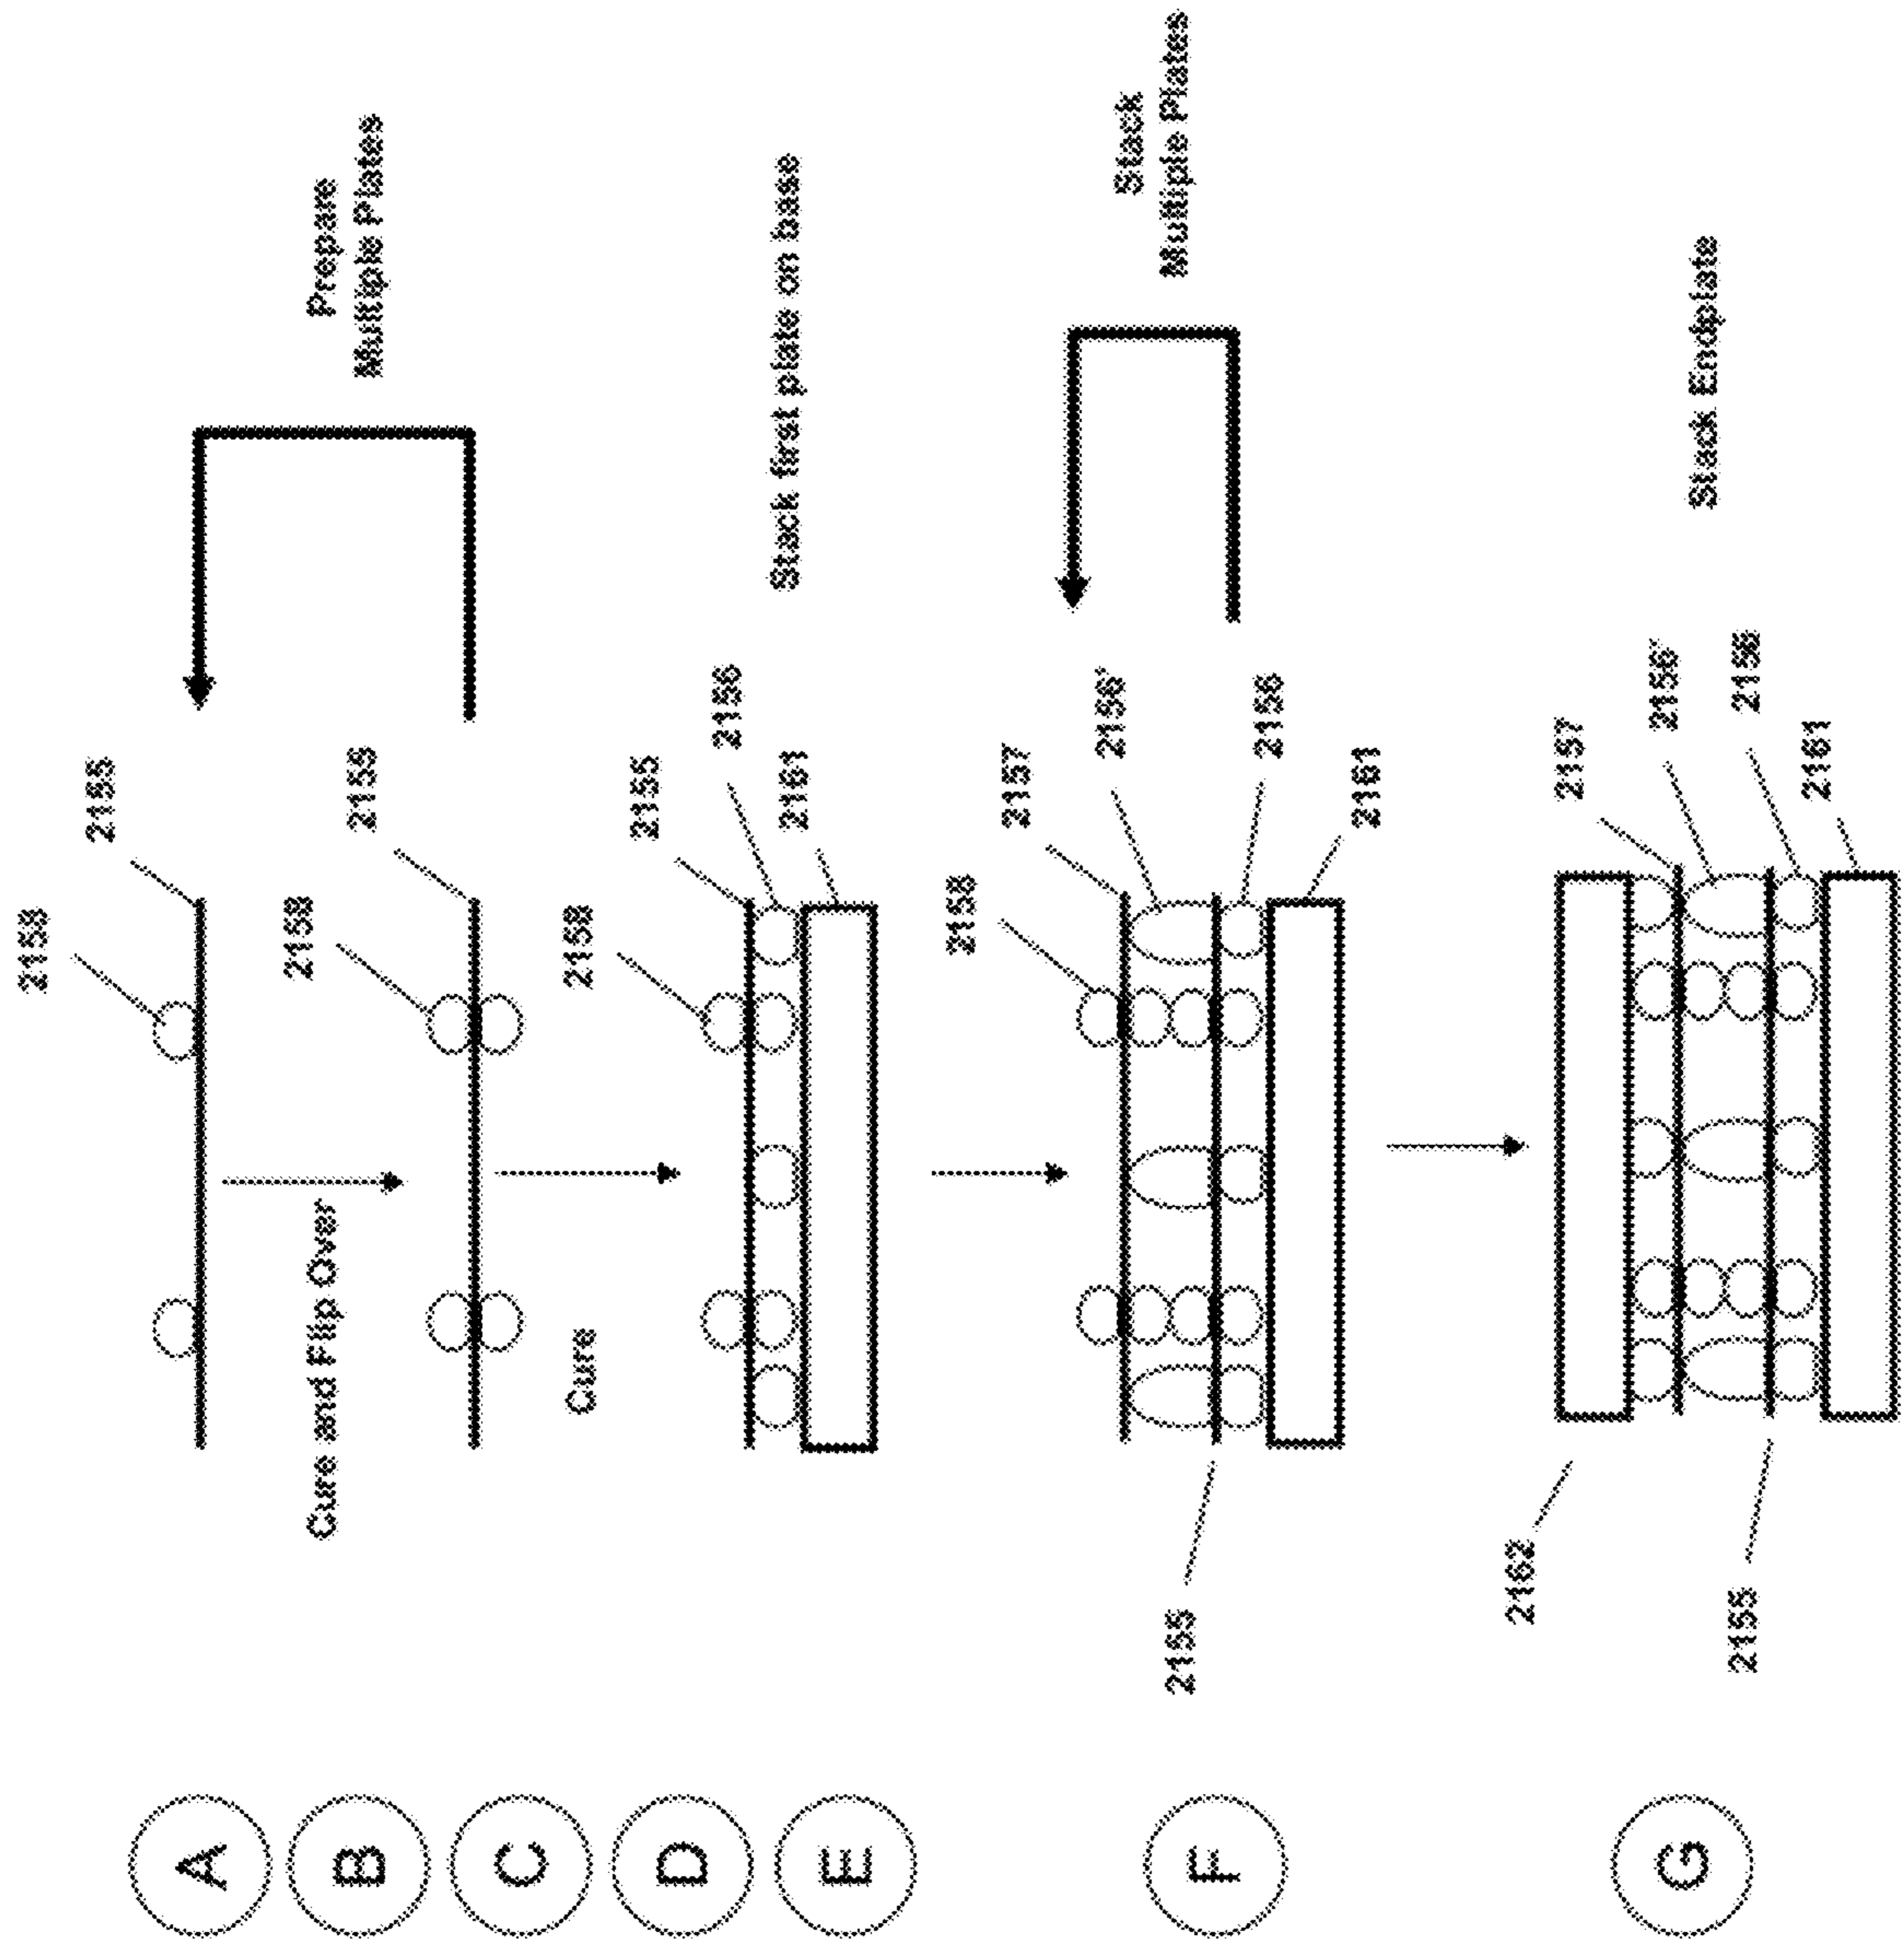 2158
2155
A
Prepare
Multiple Plates
Cure and Flip Over
2158
2155
B
C
Cure
2158
2155
D
2156
Stack first plate on base
2161
E
2158
2157
2156'
Stack
Multiple Plates
2155
F
2156
2161
2162
2157
2156'
G
Stack Endplate
2155
2156
2161